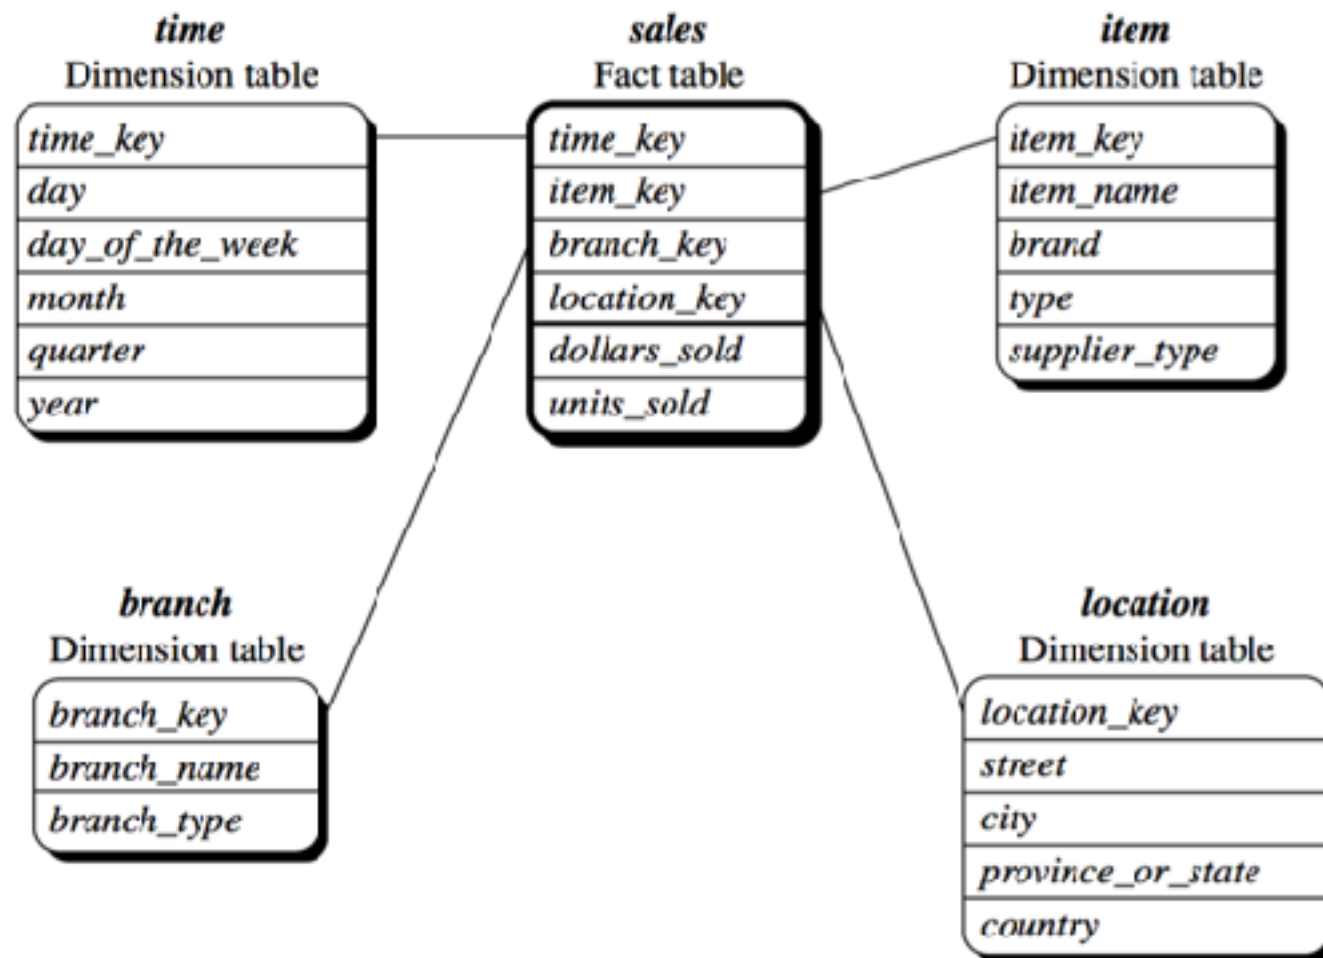 time
Dimension table
time_key
day
day_of_the_week
month
quarter
year
sales
Fact table
time_key
item_key
branch_key
location_key
dollars_sold
units_sold
item
Dimension table
item_key
item_name
brand
type
supplier_type
branch
Dimension table
branch_key
branch_name
branch_type
location
Dimension table
location_key
street
city
province_or_state
country